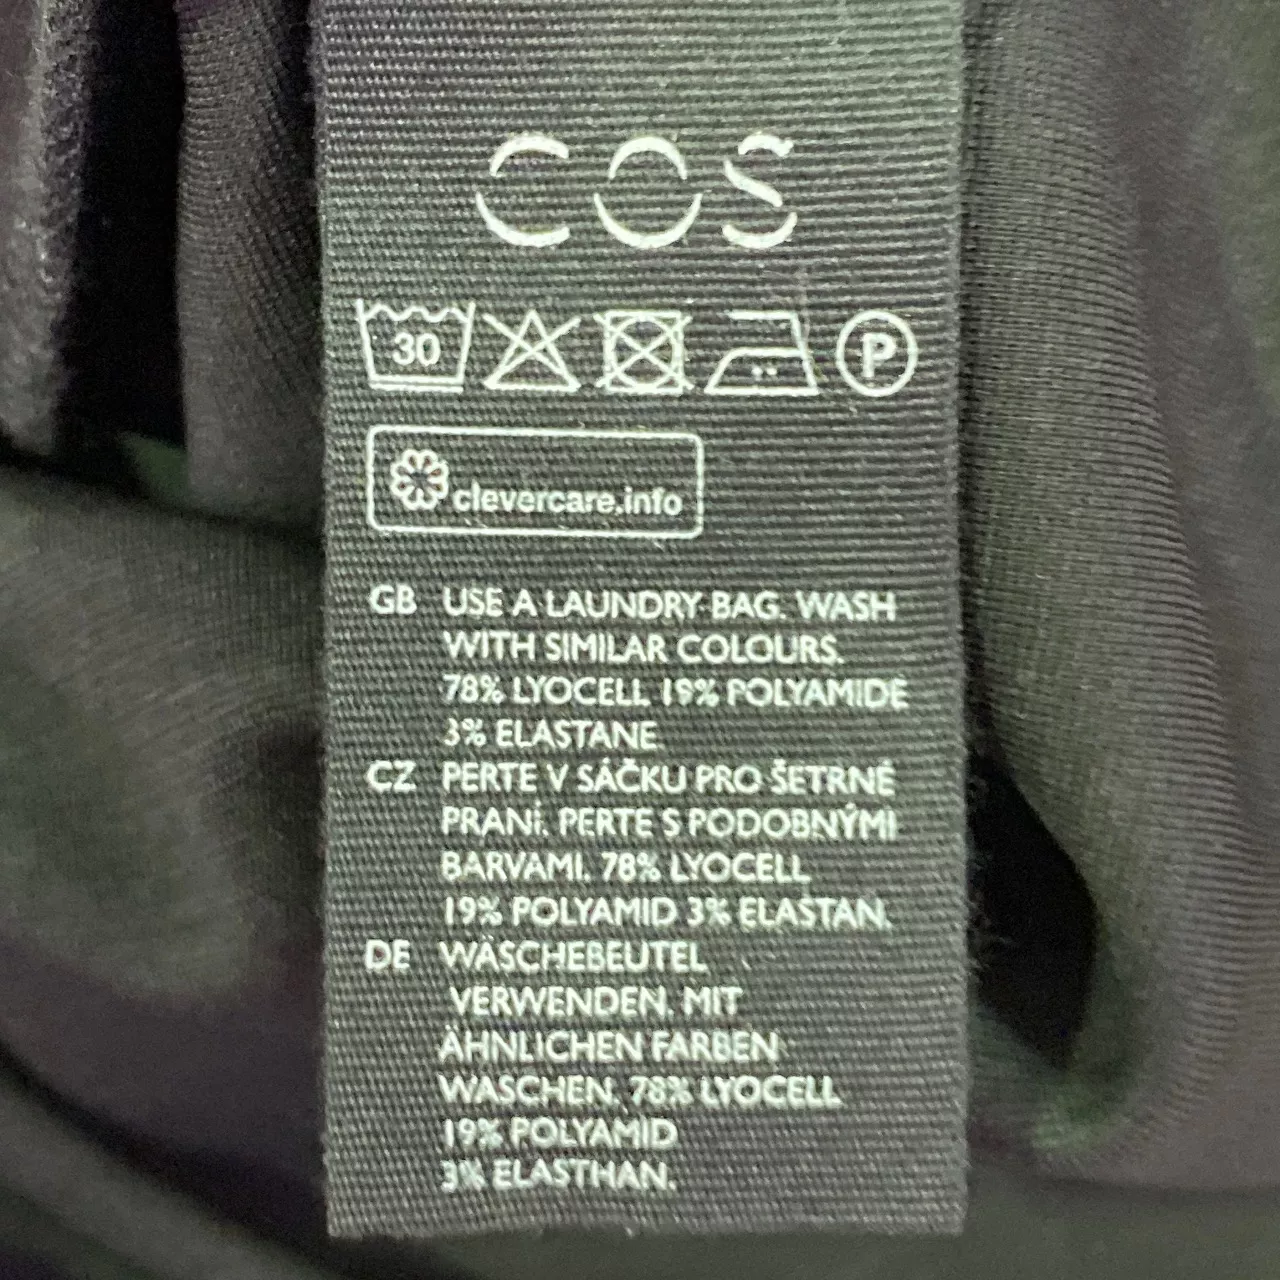 COS
30 P
clevercare.info
GB USE A LAUNDRY BAG. WASH
WITH SIMILAR COLOURS.
78% LYOCELL 19% POLYAMIDE
3% ELASTANE
CZ PERTE V SÁČKU PRO ŠETRNÉ
PRANÍ. PERTE S PODOBNÝMI
BARVAMI. 78% LYOCELL
19% POLYAMID 3% ELASTAN.
DE WÄSCHEBEUTEL
VERWENDEN. MIT
ÄHNLICHEN FARBEN
WASCHEN. 78% LYOCELL
19% POLYAMID
3% ELASTHAN.